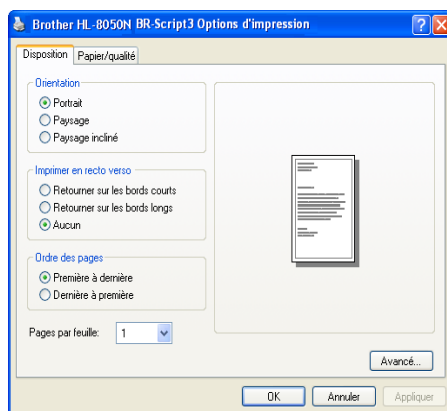 Brother HL-8050N BR-Script3 Options d'impression
Disposition
Papier/qualité
Orientation
Portrait
Paysage
Paysage incliné
Imprimer en recto verso
Retourner sur les bords courts
Retourner sur les bords longs
Aucun
Ordre des pages
Première à dernière
Dernière à première
Pages par feuille: 1
Avancé...
OK
Annuler
Appliquer